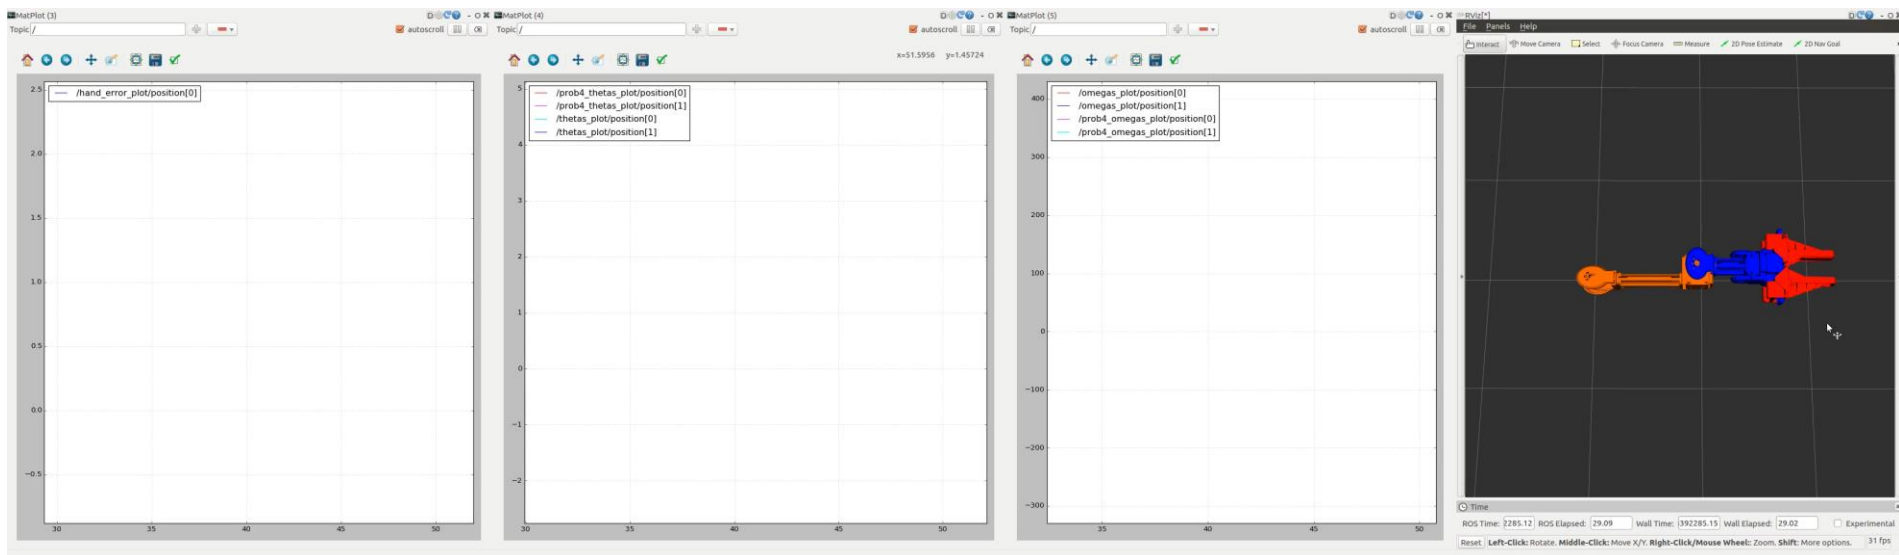 MatPlot (3)
Topic /
autoscroll
/hand_error_plot/position[0]
2.5
2.0
1.5
1.0
0.5
0.0
−0.5
30 35 40 45 50
MatPlot (4)
Topic /
autoscroll
x=51.5956 y=1.45724
/prob4_thetas_plot/position[0]
/prob4_thetas_plot/position[1]
/thetas_plot/position[0]
/thetas_plot/position[1]
5
4
3
2
1
0
−1
−2
30 35 40 45 50
MatPlot (5)
Topic /
autoscroll
/omegas_plot/position[0]
/omegas_plot/position[1]
/prob4_omegas_plot/position[0]
/prob4_omegas_plot/position[1]
400
300
200
100
0
−100
−200
−300
35 40 45 50
RViz[*]
File Panels Help
Interact Move Camera Select Focus Camera Measure 2D Pose Estimate 2D Nav Goal
Time
ROS Time: 2285.12 ROS Elapsed: 29.09 Wall Time: 392285.15 Wall Elapsed: 29.02 Experimental
Reset Left-Click: Rotate. Middle-Click: Move X/Y. Right-Click/Mouse Wheel:: Zoom. Shift: More options. 31 fps